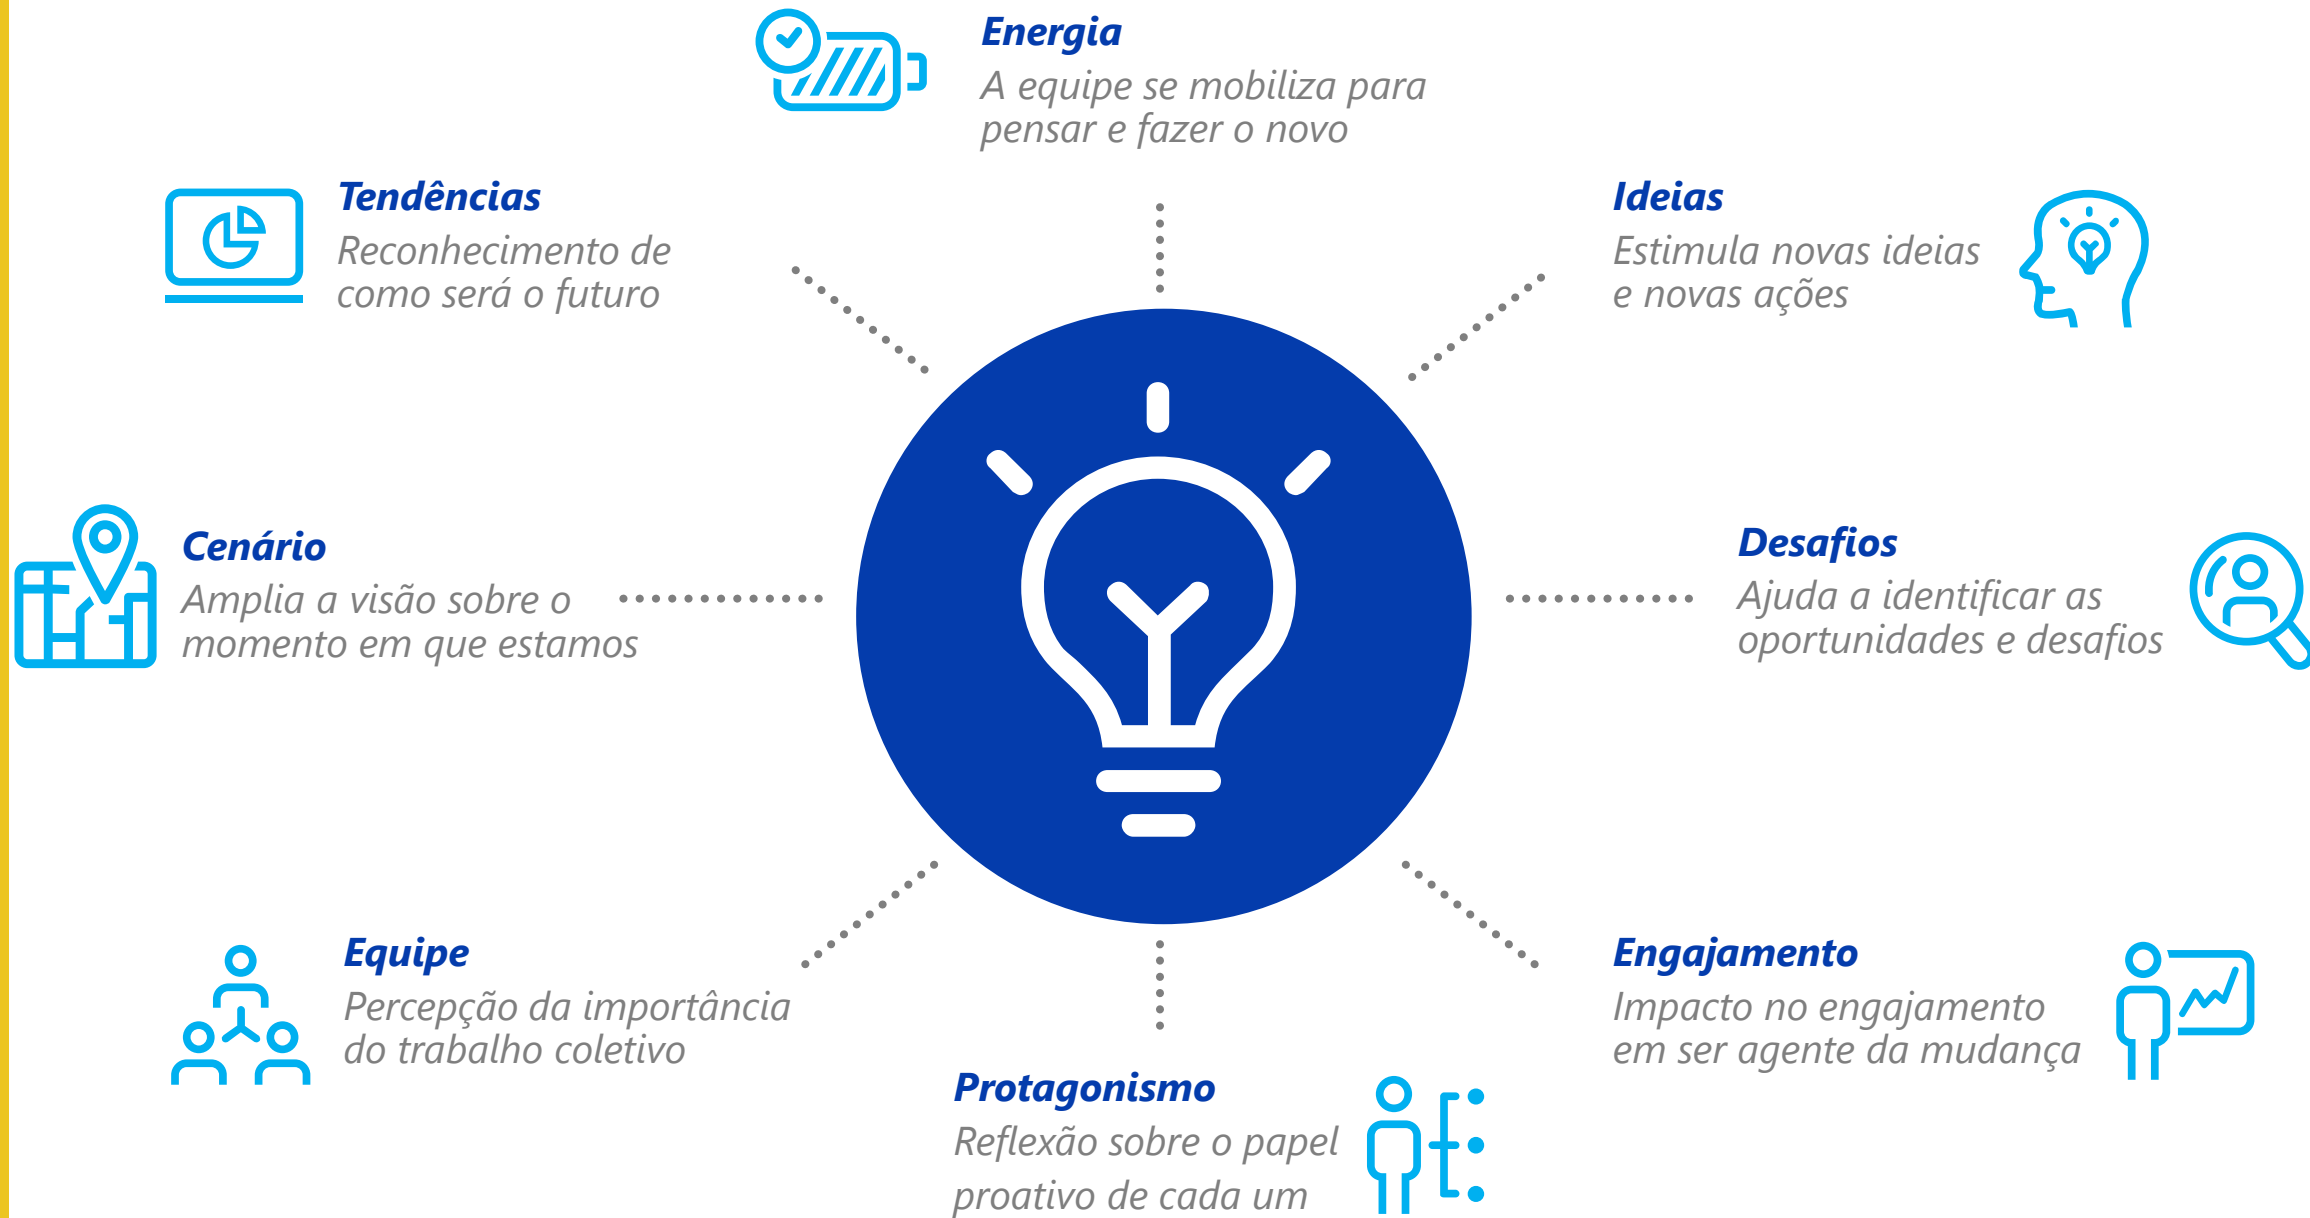 Energia
A equipe se mobiliza para
pensar e fazer o novo
Tendências
Reconhecimento de
como será o futuro
Ideias
Estimula novas ideias
e novas ações
Cenário
Amplia a visão sobre o
momento em que estamos
Desafios
Ajuda a identificar as
oportunidades e desafios
Equipe
Percepção da importância
do trabalho coletivo
Engajamento
Impacto no engajamento
em ser agente da mudança
Protagonismo
Reflexão sobre o papel
proativo de cada um